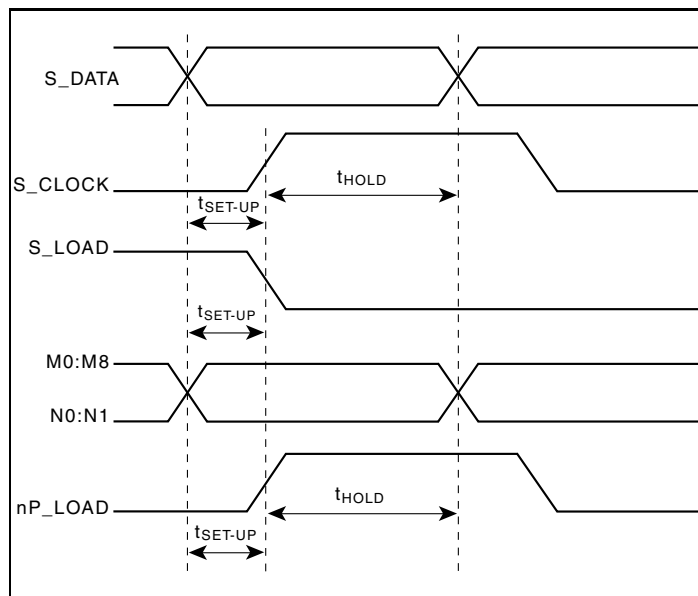 S_DATA
S_CLOCK
tHOLD
tSET-UP
S_LOAD
tSET-UP
M0:M8
N0:N1
nP_LOAD
tHOLD
tSET-UP